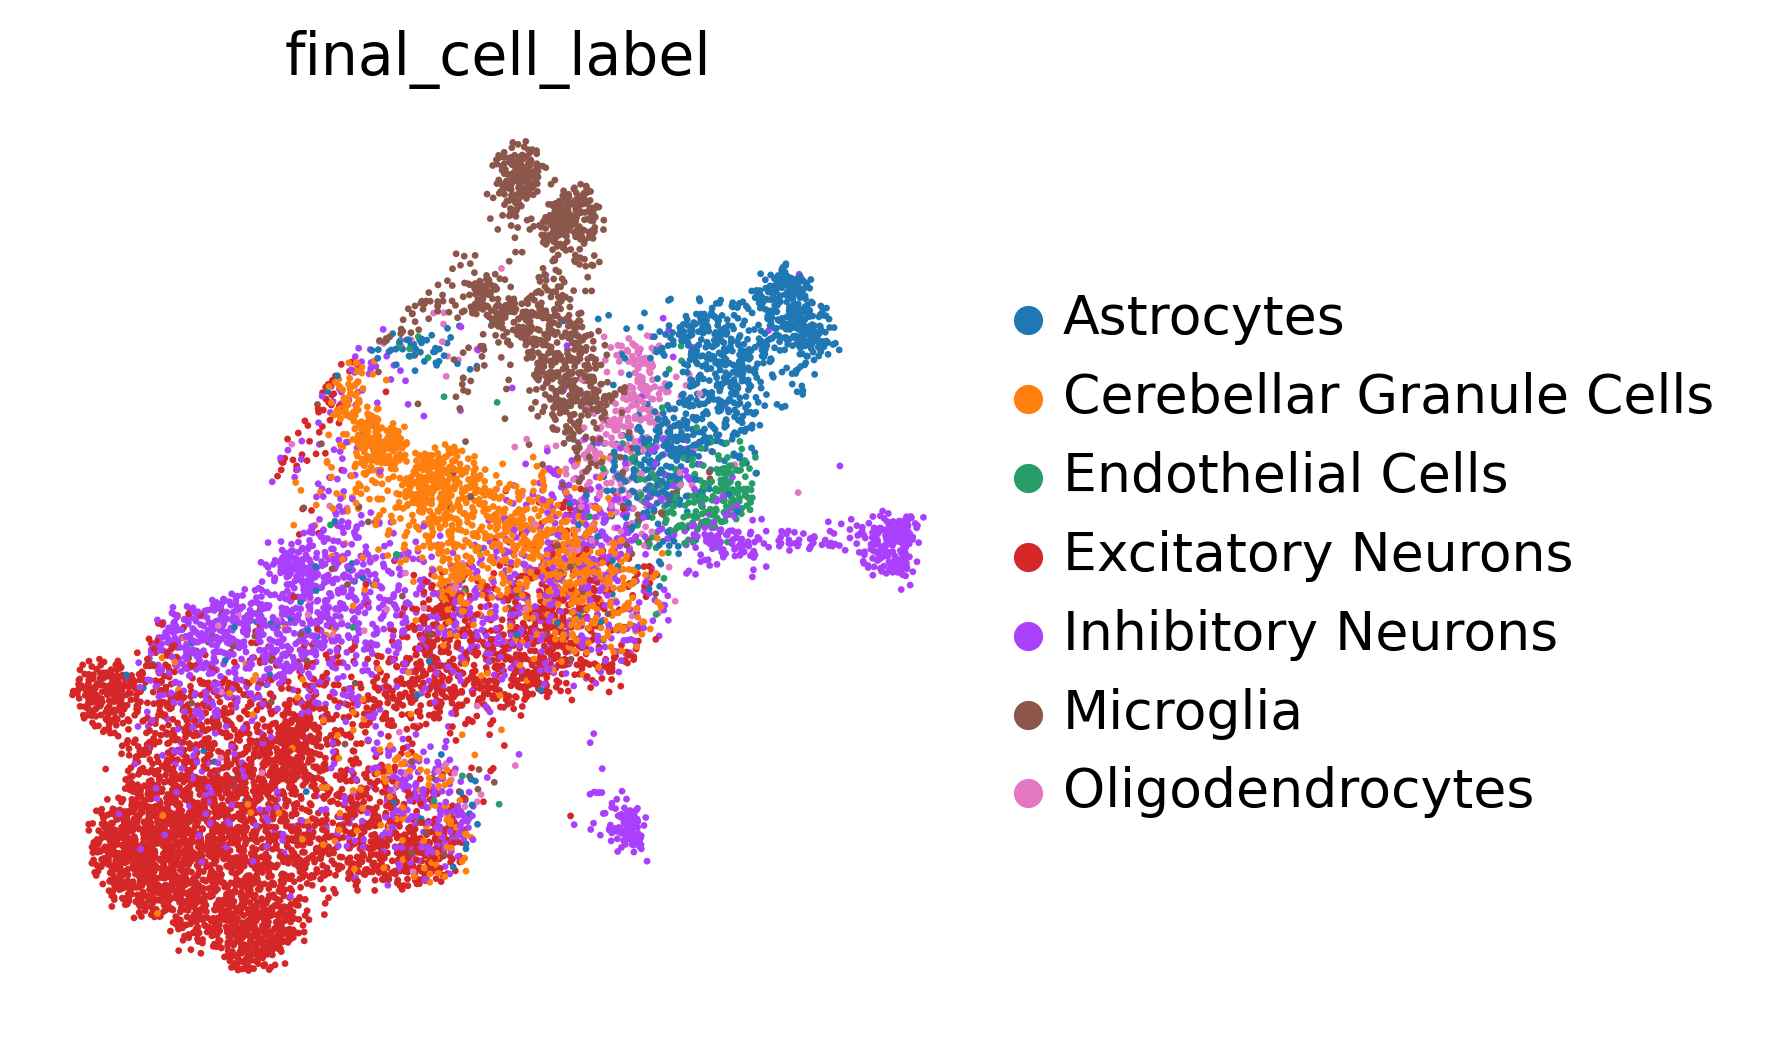 final_cell_label
Astrocytes
Cerebellar Granule Cells
Endothelial Cells
Excitatory Neurons
Inhibitory Neurons
Microglia
Oligodendrocytes